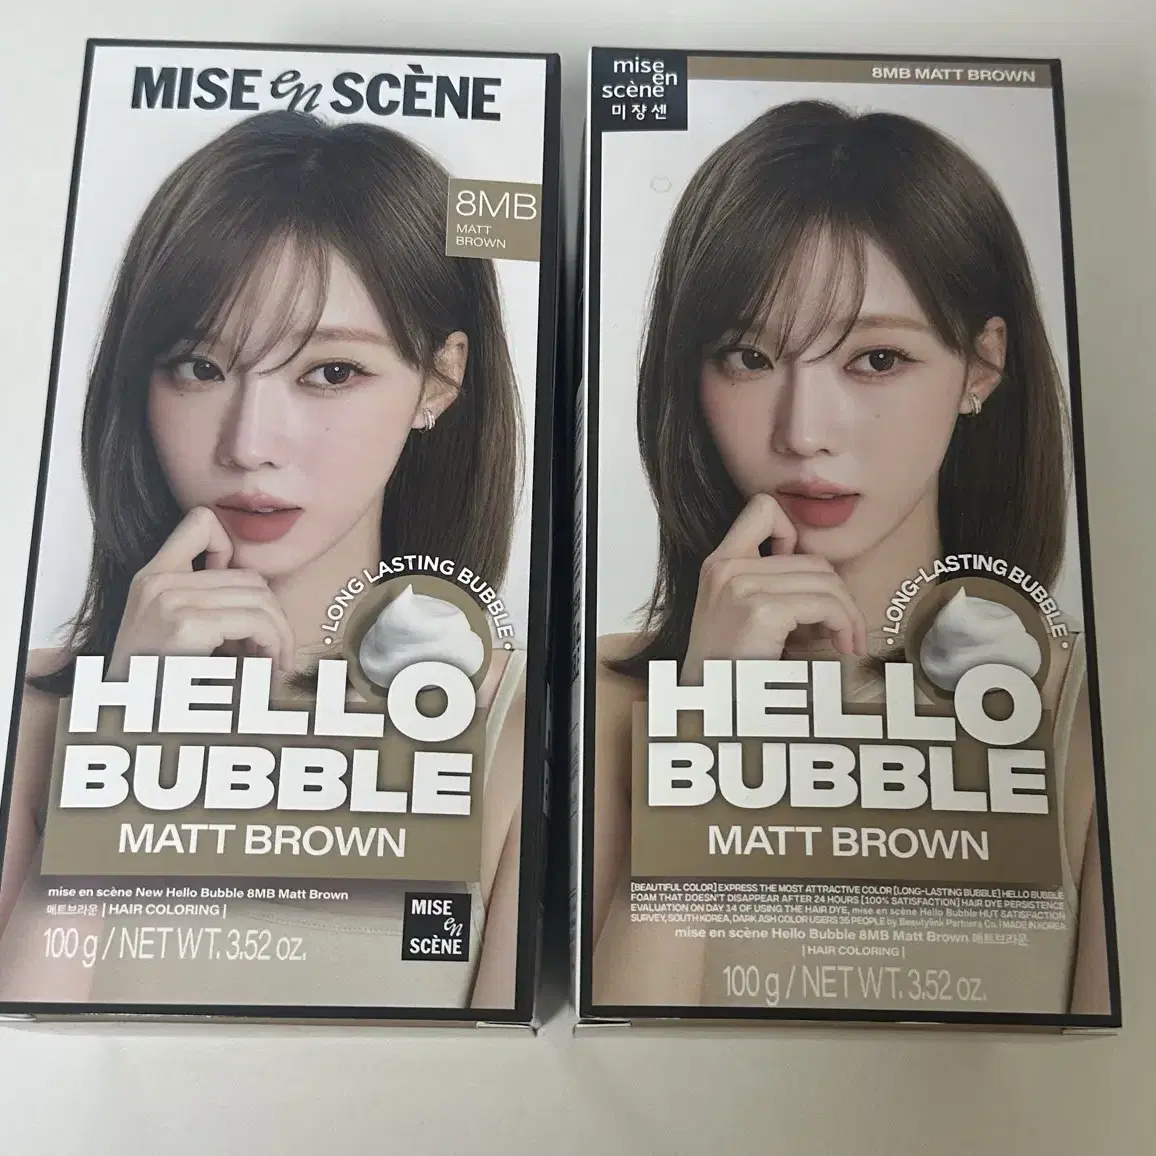 MISE en SCÈNE
8MB
MATT
BROWN
• LONG LASTING BUBBLE •
HELLO
BUBBLE
MATT BROWN
mise en scène New Hello Bubble 8MB Matt Brown
매트브라운 | HAIR COLORING |
100 g / NET WT. 3.52 oz.
MISE
en
SCÈNE
mise
en
scène
미쟝센
8MB MATT BROWN
• LONG-LASTING BUBBLE •
HELLO
BUBBLE
MATT BROWN
[BEAUTIFUL COLOR] EXPRESS THE MOST ATTRACTIVE COLOR [LONG-LASTING BUBBLE] HELLO BUBBLE
FOAM THAT DOESN'T DISAPPEAR AFTER 24 HOURS [100% SATISFACTION] HAIR DYE PERSISTENCE
EVALUATION ON DAY 14 OF USING THE HAIR DYE, mise en scène Hello Bubble HUT SATISFACTION
SURVEY, SOUTH KOREA, DARK ASH COLOR USERS 35 PEOPLE by Beautylink Partners Co. | MADE IN KOREA
mise en scène Hello Bubble 8MB Matt Brown 매트브라운
| HAIR COLORING |
100 g / NET WT. 3.52 oz.